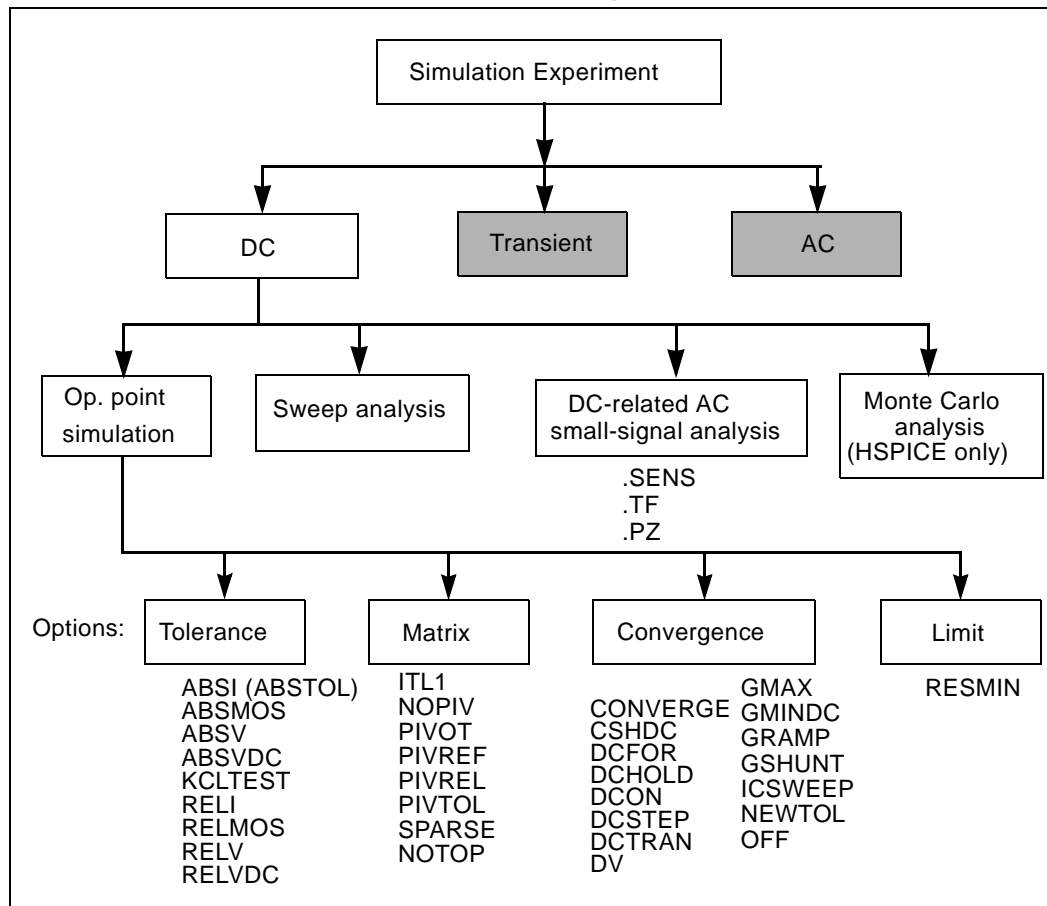 Simulation Experiment
DC
Transient
AC
Op. point
simulation
Sweep analysis
DC-related AC
small-signal analysis
.SENS
.TF
.PZ
Monte Carlo
analysis
(HSPICE only)
Options:
Tolerance
ABSI (ABSTOL)
ABSMOS
ABSV
ABSVDC
KCLTEST
RELI
RELMOS
RELV
RELVDC
Matrix
ITL1
NOPIV
PIVOT
PIVREF
PIVREL
PIVTOL
SPARSE
NOTOP
Convergence
CONVERGE
CSHDC
DCFOR
DCHOLD
DCON
DCSTEP
DCTRAN
DV
GMAX
GMINDC
GRAMP
GSHUNT
ICSWEEP
NEWTOL
OFF
Limit
RESMIN